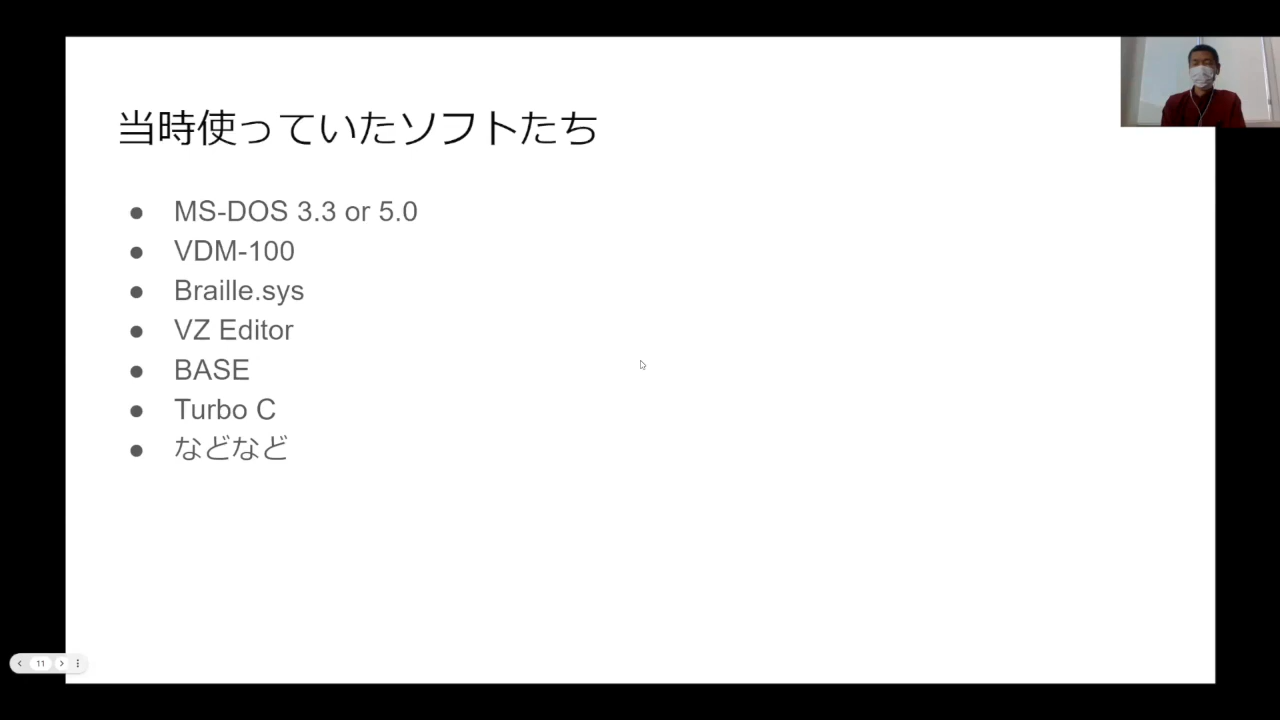 当時使っていたソフトたち
● MS-DOS 3.3 or 5.0
● VDM-100
● Braille.sys
● VZ Editor
● BASE
● Turbo C
● などなど
11